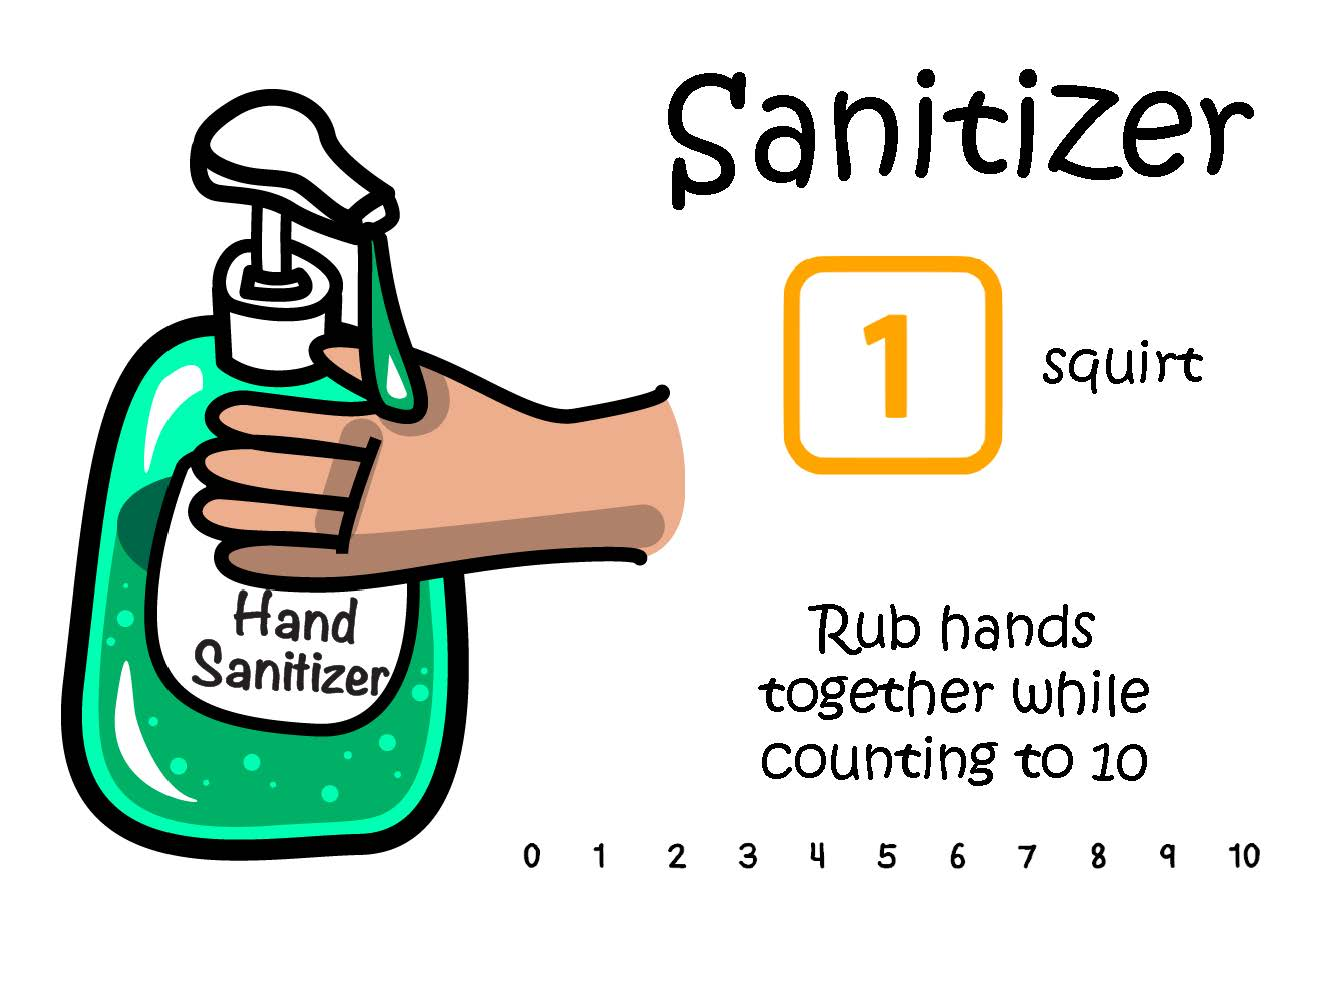 Sanitizer
1
squirt
Hand
Sanitizer
Rub hands
together while
counting to 10
0 1 2 3 4 5 6 7 8 9 10